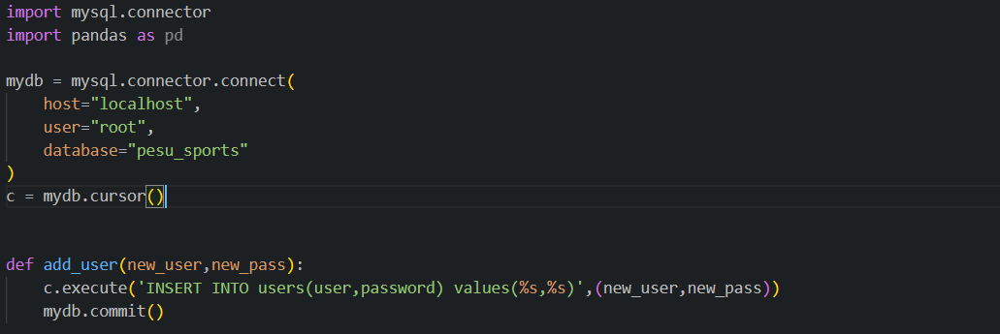 import mysql.connector
import pandas as pd
mydb = mysql.connector.connect(
host="localhost",
user="root",
database="pesu_sports"
)
c = mydb.cursor()
def add_user(new_user,new_pass):
c.execute('INSERT INTO users(user,password) values(%s,%s)',(new_user,new_pass))
mydb.commit()